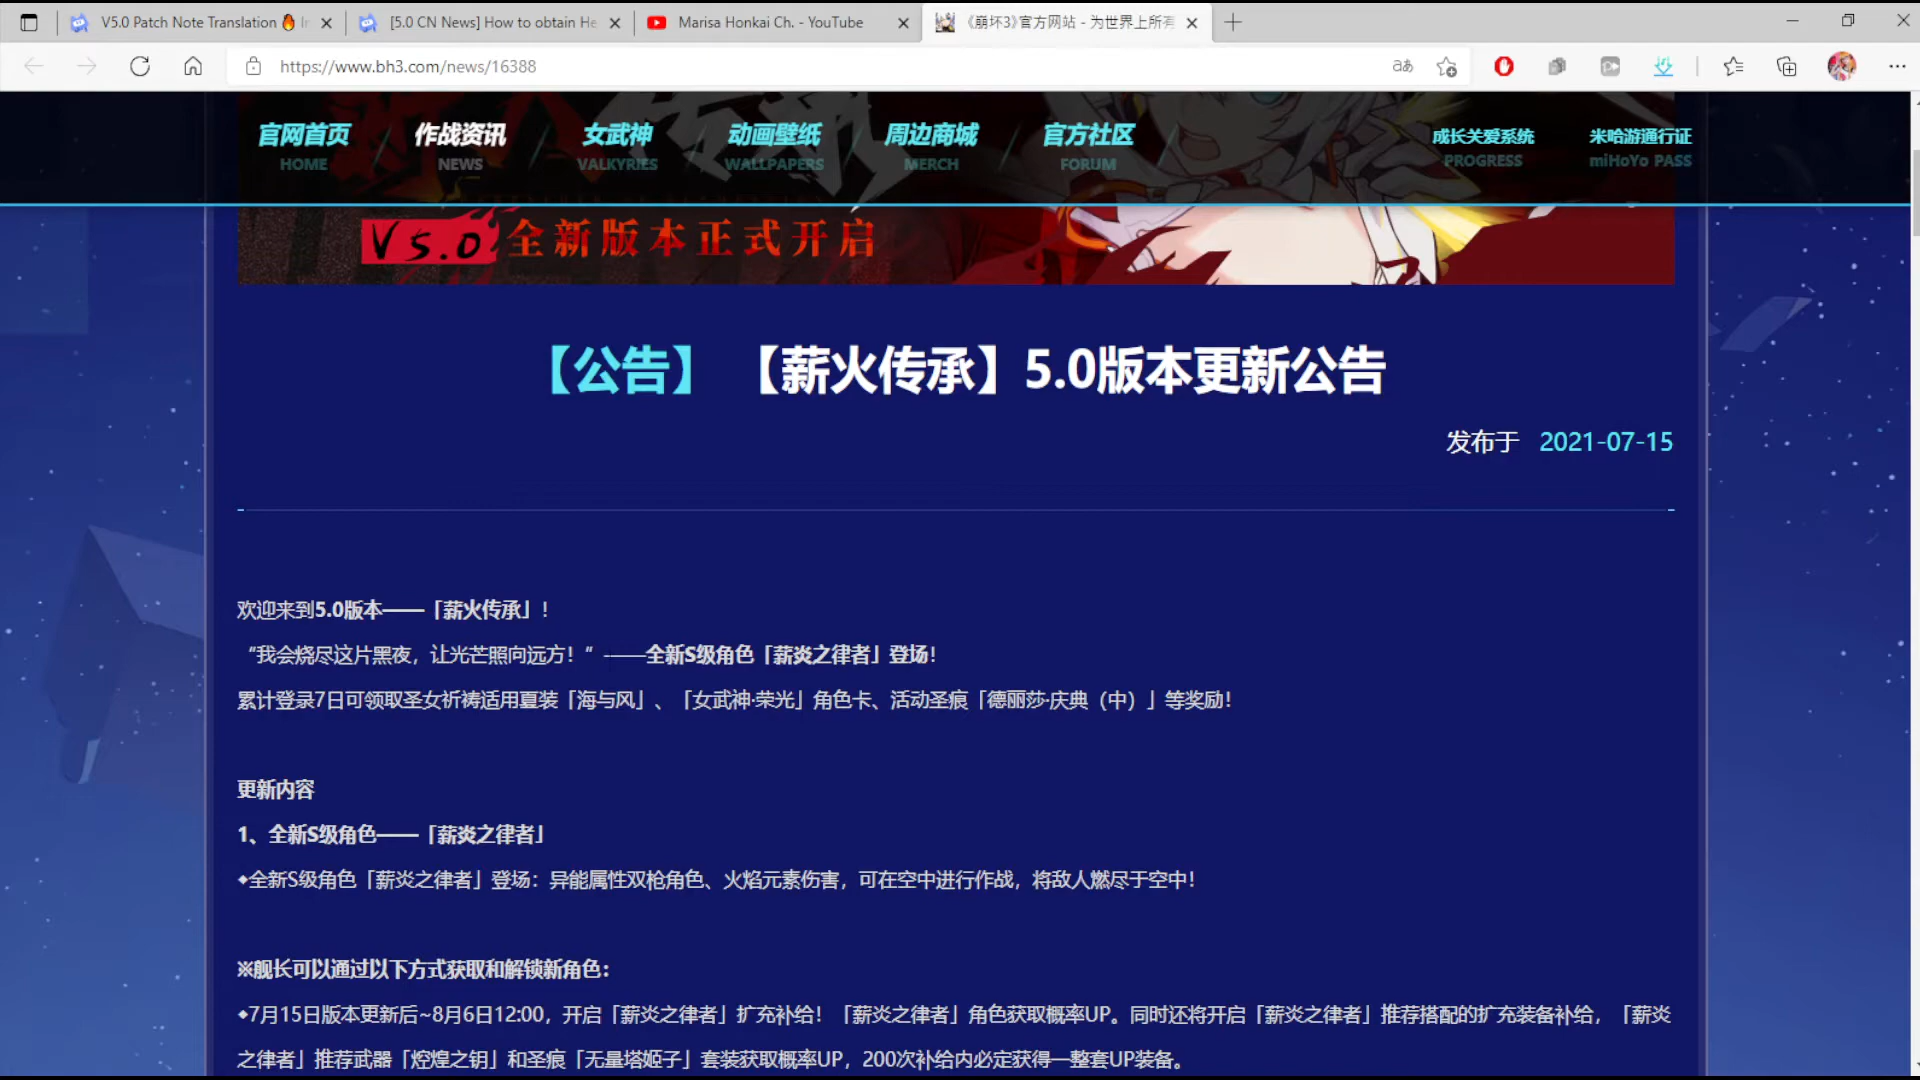 V5.0 Patch Note Translation🔥 I
[5.0 CN News] How to obtain He
Marisa Honkai Ch. - YouTube
《崩坏3》官方网站 - 为世界上所有
https://www.bh3.com/news/16388
官网首页 作战资讯 女武神 动画壁纸 周边商城 官方社区 成长关爱系统 米哈游通行证
HOME NEWS VALKYRIES WALLPAPERS MERCH FORUM PROGRESS miHoYo PASS
V5.0 全新版本正式开启
【公告】 【薪火传承】5.0版本更新公告
发布于 2021-07-15
欢迎来到5.0版本——「薪火传承」！
“我会烧尽这片黑夜，让光芒照向远方！”——全新S级角色「薪炎之律者」登场！
累计登录7日可领取圣女祈祷适用夏装「海与风」、「女武神·荣光」角色卡、活动圣痕「德丽莎·庆典（中）」等奖励！
更新内容
1、全新S级角色——「薪炎之律者」
◆全新S级角色「薪炎之律者」登场：异能属性双枪角色、火焰元素伤害，可在空中进行作战，将敌人燃尽于空中！
※舰长可以通过以下方式获取和解锁新角色：
◆7月15日版本更新后~8月6日12:00，开启「薪炎之律者」扩充补给！「薪炎之律者」角色获取概率UP。同时还将开启「薪炎之律者」推荐搭配的扩充装备补给，「薪炎
之律者」推荐武器「焢煌之钥」和圣痕「无量塔姬子」套装获取概率UP，200次补给内必定获得一整套UP装备。